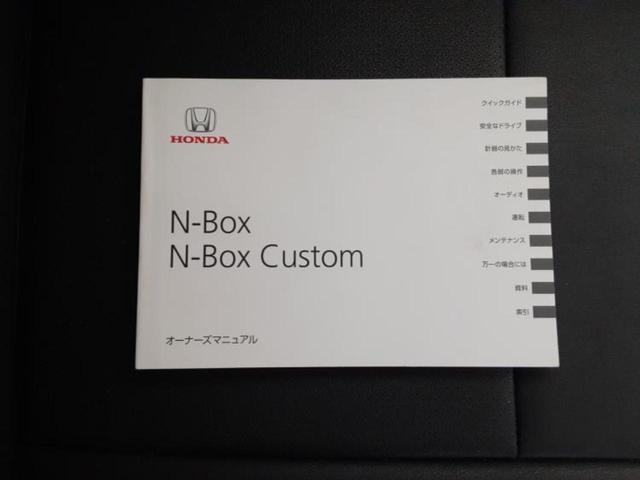 HONDA
N-Box
N-Box Custom
オーナーズマニュアル
クイックガイド
安全なドライブ
計器の見かた
各部の操作
オーディオ
運転
メンテナンス
万一の場合には
資料
索引